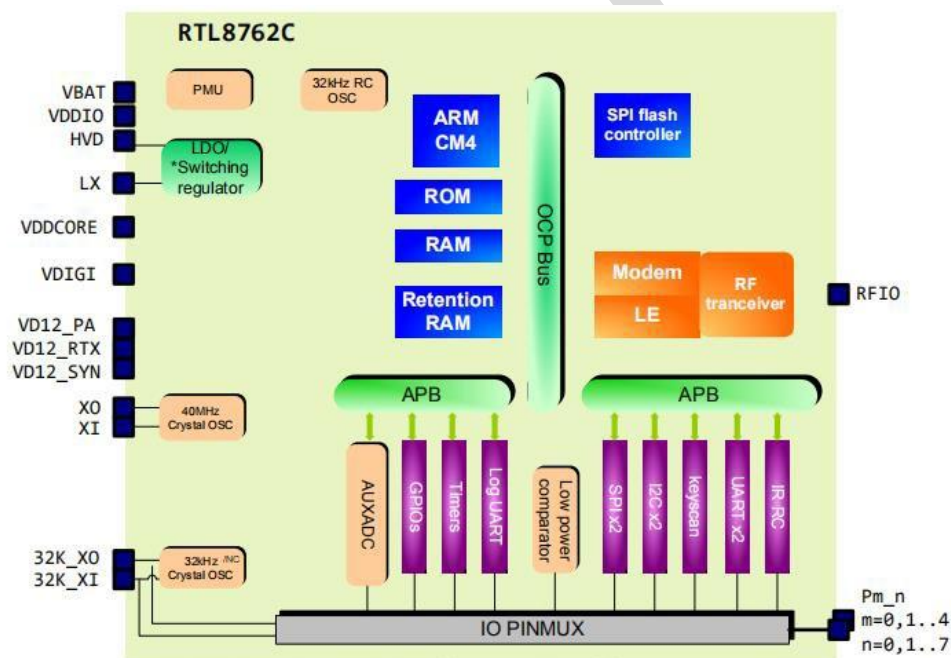 RTL8762C
VBAT
VDDIO
HVD
LX
VDDCORE
VDIGI
VD12_PA
VD12_RTX
VD12_SYN
XO
XI
32K_XO
32K_XI
PMU
32kHz RC
OSC
LDO/
*Switching
regulator
ARM
CM4
ROM
RAM
Retention
RAM
OCP Bus
SPI flash
controller
Modem
LE
RF
tranceiver
RFIO
40MHz
Crystal OSC
32kHz /NC
Crystal OSC
APB
APB
AUXADC
GPIOs
Timers
Log UART
Low power
comparator
SPI x2
I2C x2
keyscan
UART x2
IR RC
IO PINMUX
Pm_n
m=0,1..4
n=0,1..7